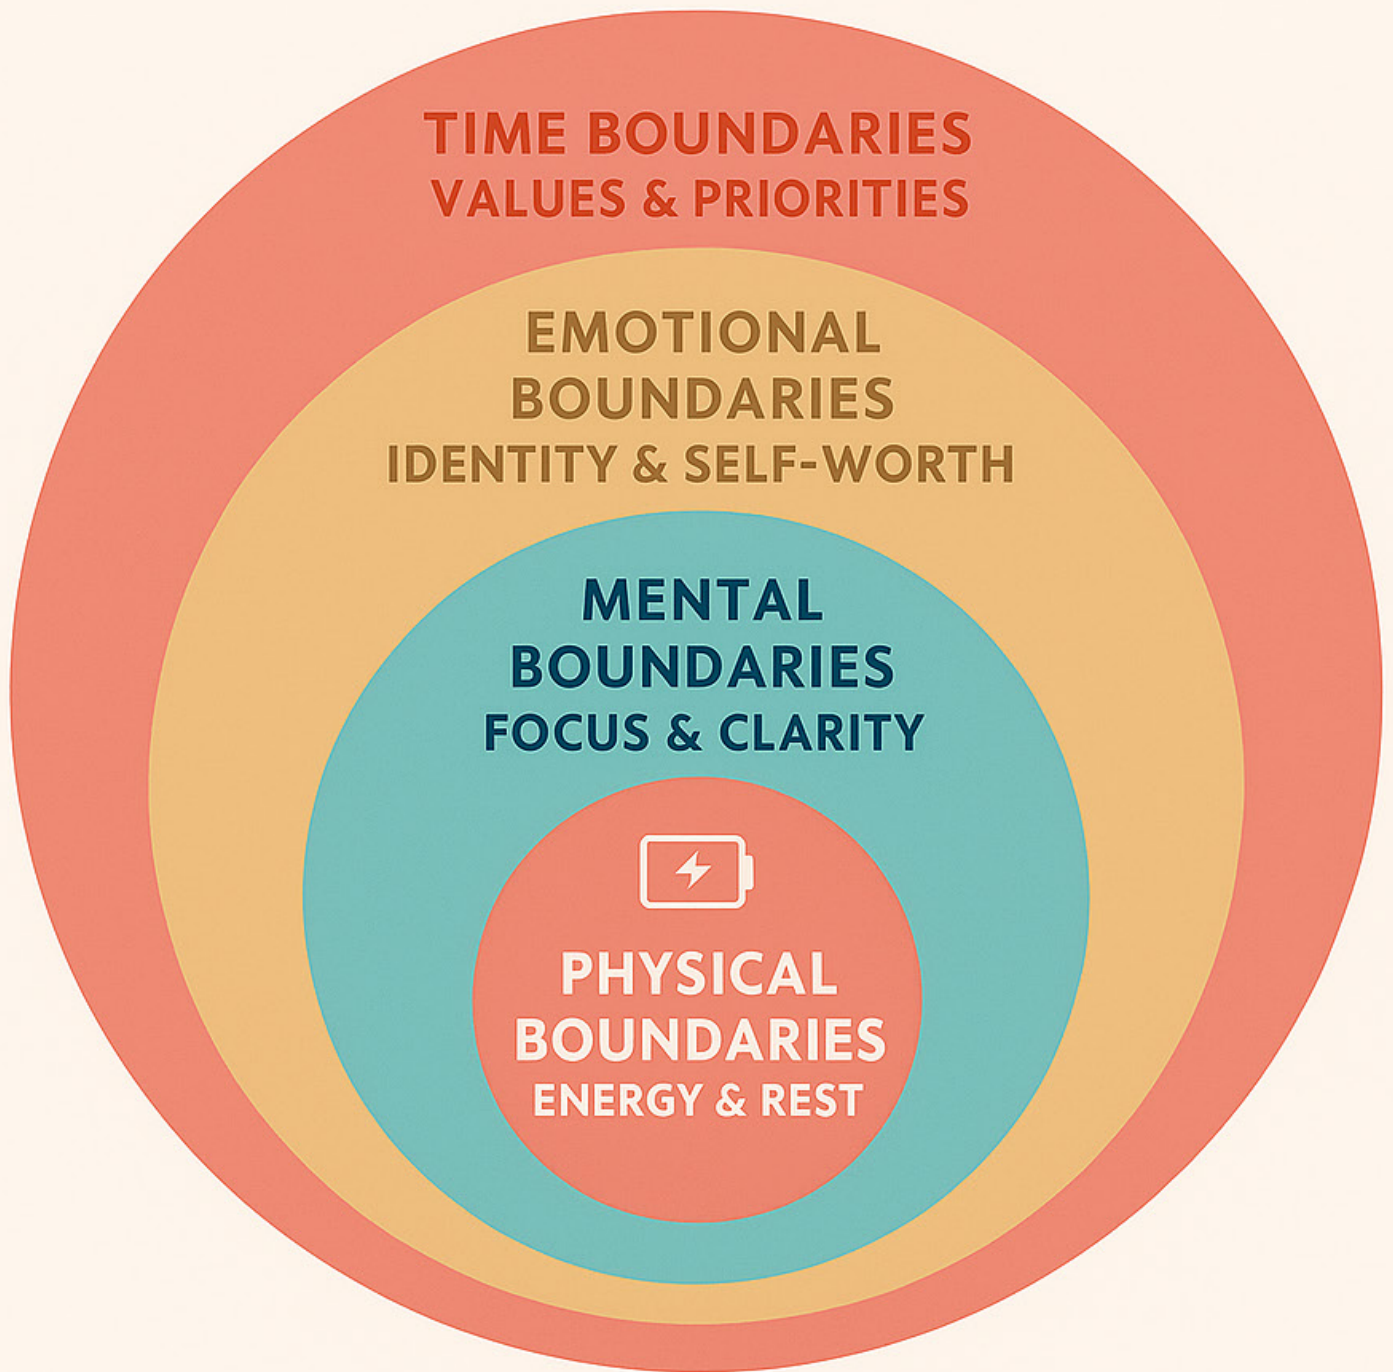 TIME BOUNDARIES
VALUES & PRIORITIES
EMOTIONAL
BOUNDARIES
IDENTITY & SELF-WORTH
MENTAL
BOUNDARIES
FOCUS & CLARITY
PHYSICAL
BOUNDARIES
ENERGY & REST